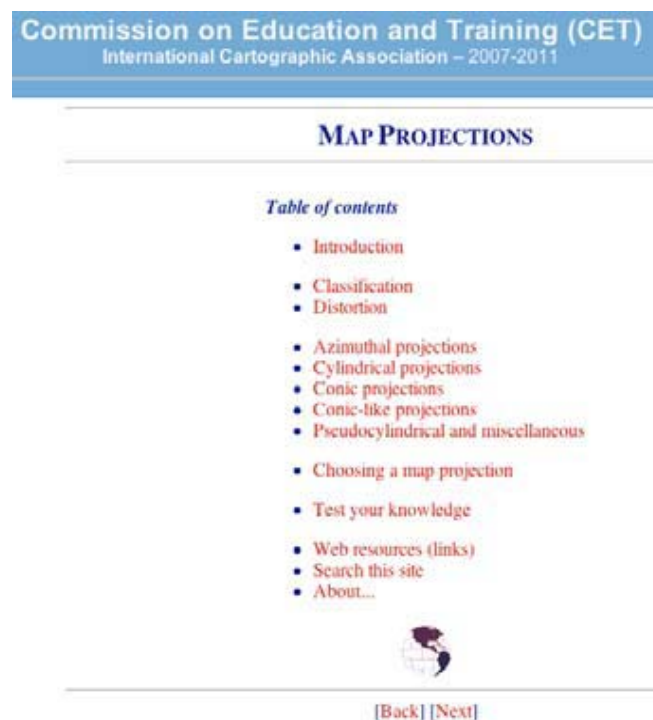 Commission on Education and Training (CET)
International Cartographic Association – 2007-2011
MAP PROJECTIONS
Table of contents
Introduction
Classification
Distortion
Azimuthal projections
Cylindrical projections
Conic projections
Conic-like projections
Pseudocylindrical and miscellaneous
Choosing a map projection
Test your knowledge
Web resources (links)
Search this site
About...
[Back] [Next]